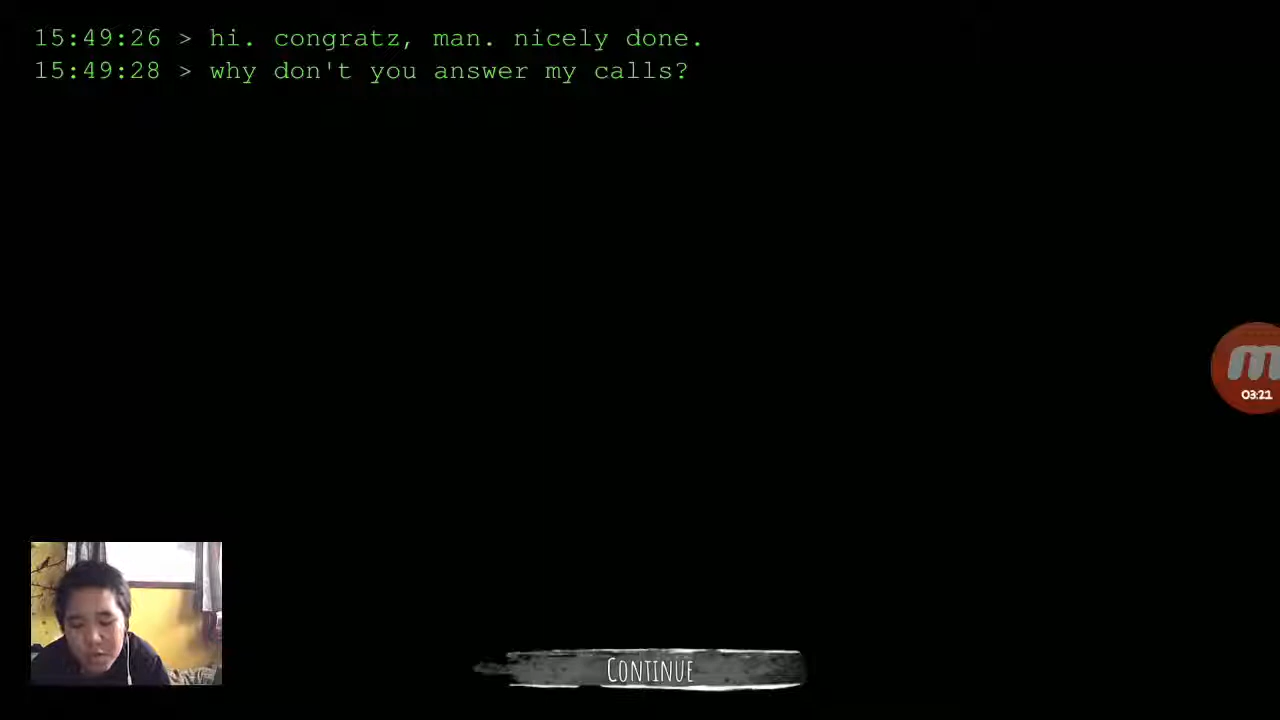 15:49:26 > hi. congratz, man. nicely done.
15:49:28 > why don't you answer my calls?
03:21
CONTINUE